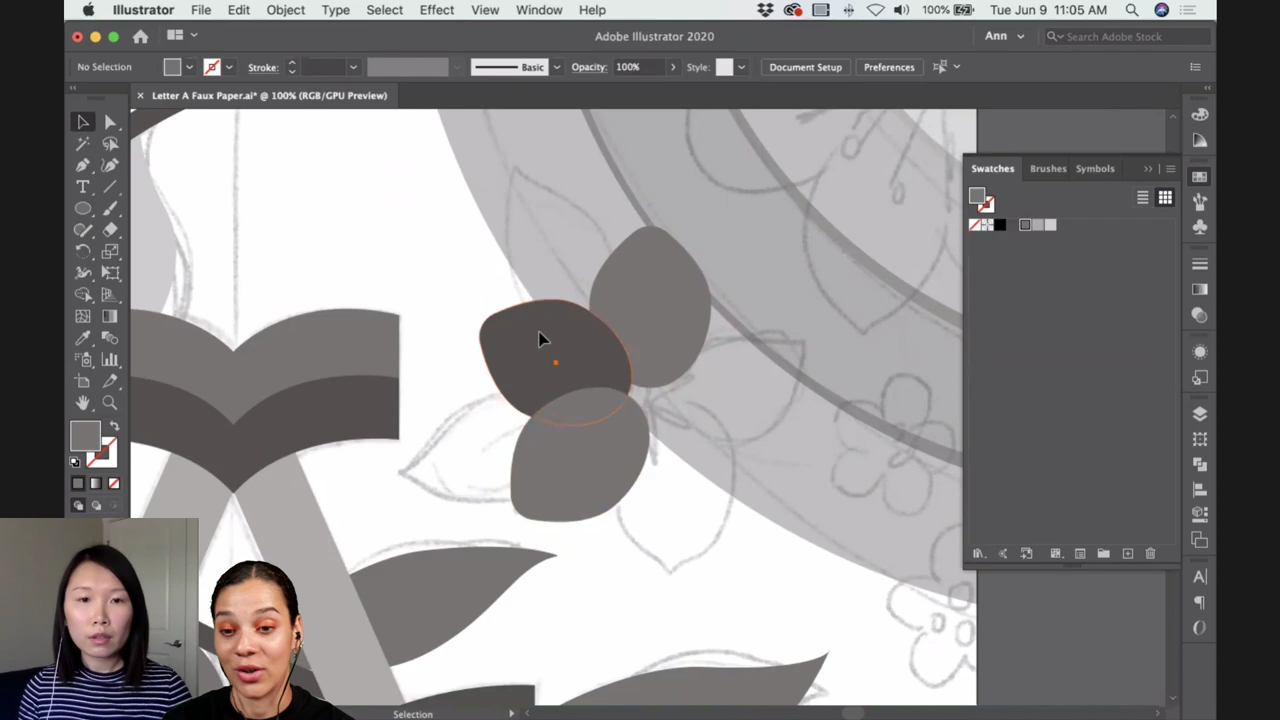 Illustrator File Edit Object Type Select Effect View Window Help 100% Tue Jun 9 11:05 AM
Adobe Illustrator 2020 Ann Search Adobe Stock
No Selection Stroke: Basic Opacity: 100% Style: Document Setup Preferences
Letter A Faux Paper.ai* @ 100% (RGB/GPU Preview)
Swatches Brushes Symbols
Selection